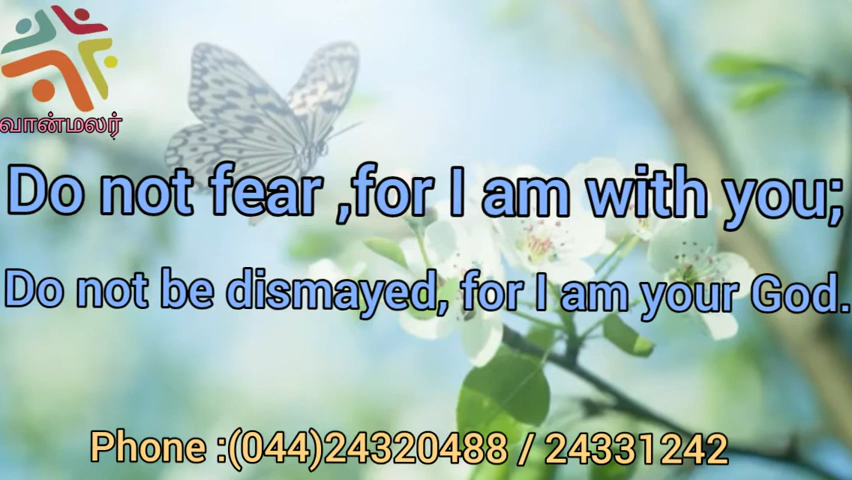 வான்மலர்
Do not fear ,for I am with you;
Do not be dismayed, for I am your God.
Phone :(044)24320488 / 24331242